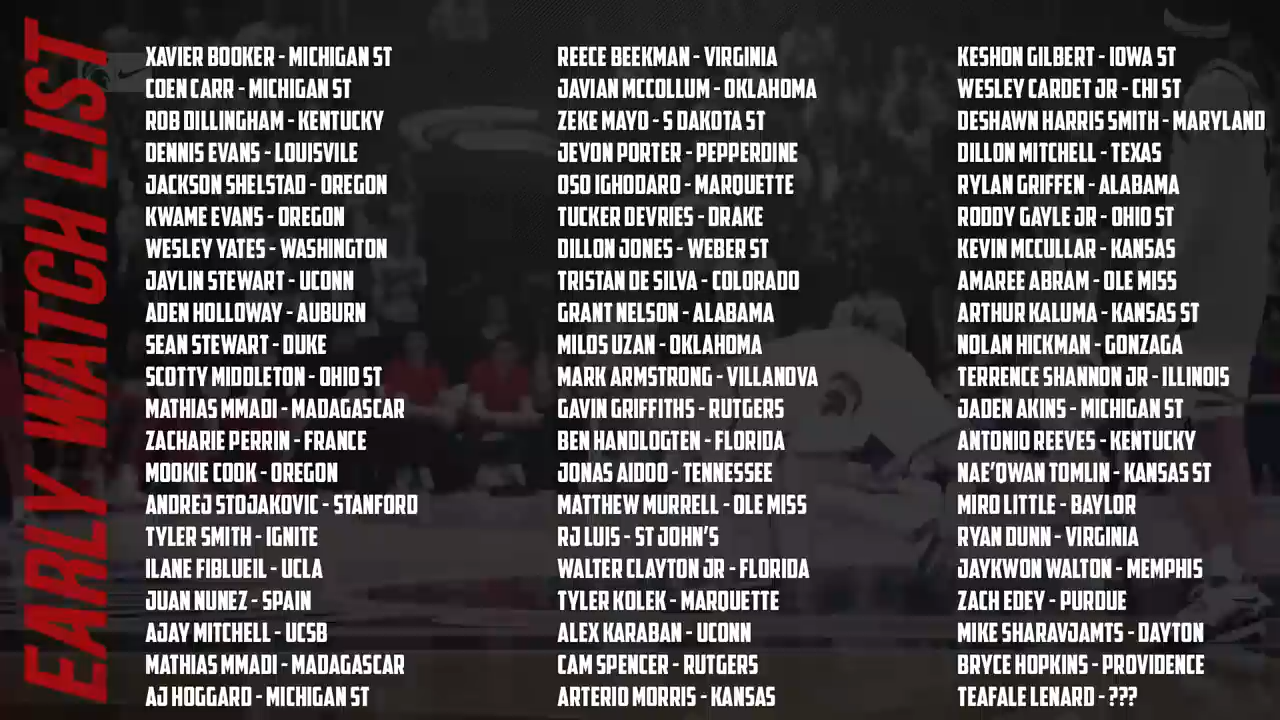 EARLY WATCH LIST
XAVIER BOOKER - MICHIGAN ST
COEN CARR - MICHIGAN ST
ROB DILLINGHAM - KENTUCKY
DENNIS EVANS - LOUISVILE
JACKSON SHELSTAD - OREGON
KWAME EVANS - OREGON
WESLEY YATES - WASHINGTON
JAYLIN STEWART - UCONN
ADEN HOLLOWAY - AUBURN
SEAN STEWART - DUKE
SCOTTY MIDDLETON - OHIO ST
MATHIAS MMADI - MADAGASCAR
ZACHARIE PERRIN - FRANCE
MOOKIE COOK - OREGON
ANDREJ STOJAKOVIC - STANFORD
TYLER SMITH - IGNITE
ILANE FIBLUEIL - UCLA
JUAN NUNEZ - SPAIN
AJAY MITCHELL - UCSB
MATHIAS MMADI - MADAGASCAR
AJ HOGGARD - MICHIGAN ST
REECE BEEKMAN - VIRGINIA
JAVIAN MCCOLLUM - OKLAHOMA
ZEKE MAYO - S DAKOTA ST
JEVON PORTER - PEPPERDINE
OSO IGHODARO - MARQUETTE
TUCKER DEVRIES - DRAKE
DILLON JONES - WEBER ST
TRISTAN DE SILVA - COLORADO
GRANT NELSON - ALABAMA
MILOS UZAN - OKLAHOMA
MARK ARMSTRONG - VILLANOVA
GAVIN GRIFFITHS - RUTGERS
BEN HANDLOGTEN - FLORIDA
JONAS AIDOO - TENNESSEE
MATTHEW MURRELL - OLE MISS
RJ LUIS - ST JOHN'S
WALTER CLAYTON JR - FLORIDA
TYLER KOLEK - MARQUETTE
ALEX KARABAN - UCONN
CAM SPENCER - RUTGERS
ARTERIO MORRIS - KANSAS
KESHON GILBERT - IOWA ST
WESLEY CARDET JR - CHI ST
DESHAWN HARRIS SMITH - MARYLAND
DILLON MITCHELL - TEXAS
RYLAN GRIFFEN - ALABAMA
RODDY GAYLE JR - OHIO ST
KEVIN MCCULLAR - KANSAS
AMAREE ABRAM - OLE MISS
ARTHUR KALUMA - KANSAS ST
NOLAN HICKMAN - GONZAGA
TERRENCE SHANNON JR - ILLINOIS
JADEN AKINS - MICHIGAN ST
ANTONIO REEVES - KENTUCKY
NAE'QWAN TOMLIN - KANSAS ST
MIRO LITTLE - BAYLOR
RYAN DUNN - VIRGINIA
JAYKWON WALTON - MEMPHIS
ZACH EDEY - PURDUE
MIKE SHARAVJAMTS - DAYTON
BRYCE HOPKINS - PROVIDENCE
TEAFALE LENARD - ???